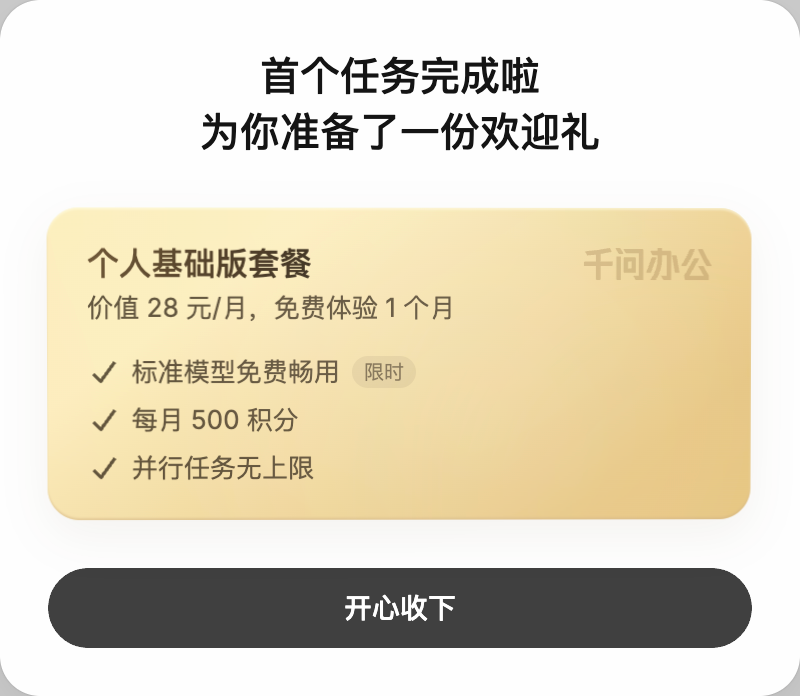 首个任务完成啦
为你准备了一份欢迎礼
个人基础版套餐
千问办公
价值 28 元/月，免费体验 1 个月
标准模型免费畅用 限时
每月 500 积分
并行任务无上限
开心收下